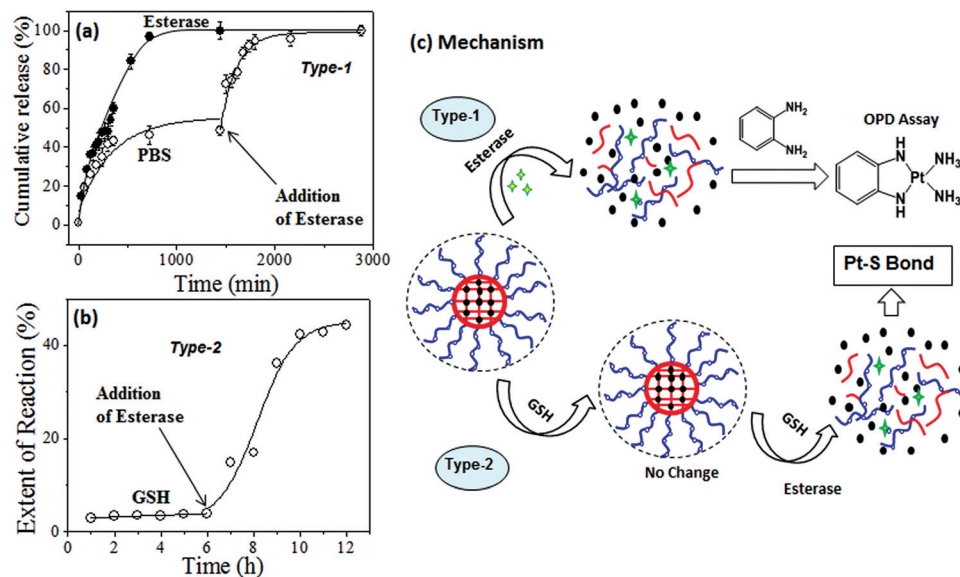 (a)
Esterase
Type-1
PBS
Addition
of Esterase
Cumulative release (%)
100
80
60
40
20
0
0
1000
2000
3000
Time (min)
(b)
Type-2
Addition
of Esterase
GSH
Extent of Reaction (%)
40
20
0
0
2
4
6
8
10
12
Time (h)
(c) Mechanism
Type-1
Esterase
NH2
NH2
OPD Assay
H
N
NH3
Pt
NH3
N
H
Pt-S Bond
GSH
Type-2
No Change
GSH
Esterase